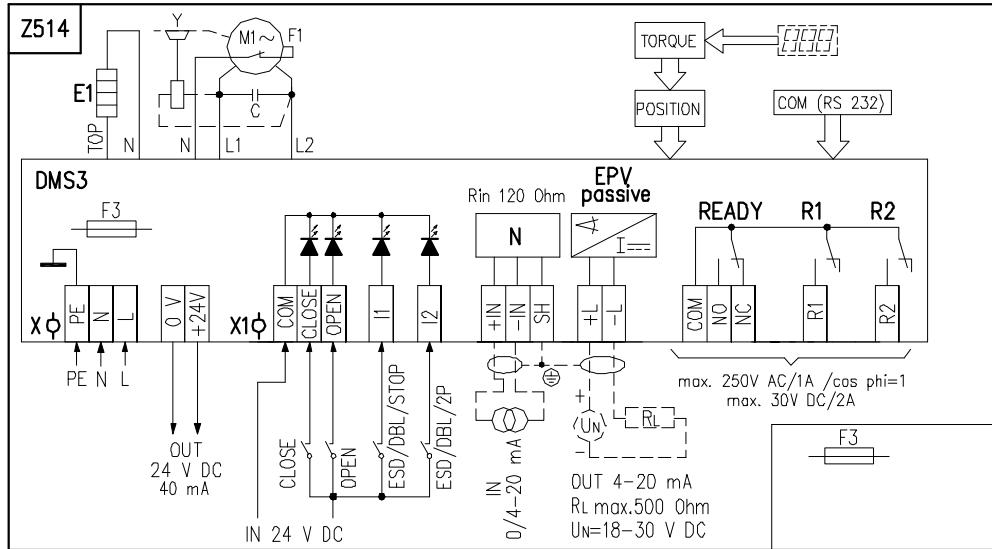 Z514
Y
M1 ~
F1
E1
TOP
N
N
L1
C
L2
TORQUE
POSITION
COM (RS 232)
DMS3
F3
Rin 120 Ohm
N
EPV
passive
I
READY
R1
R2
X
PE
N
L
0 V
+24V
X1
COM
CLOSE
OPEN
I1
I2
+IN
-IN
SH
+L
-L
COM
NO
NC
R1
R2
PE
N
L
OUT
24 V DC
40 mA
CLOSE
OPEN
ESD/DBL/STOP
ESD/DBL/2P
IN 24 V DC
IN
0/4-20 mA
+
UN
-
RL
OUT 4-20 mA
RL max.500 Ohm
UN=18-30 V DC
max. 250V AC/1A /cos phi=1
max. 30V DC/2A
F3